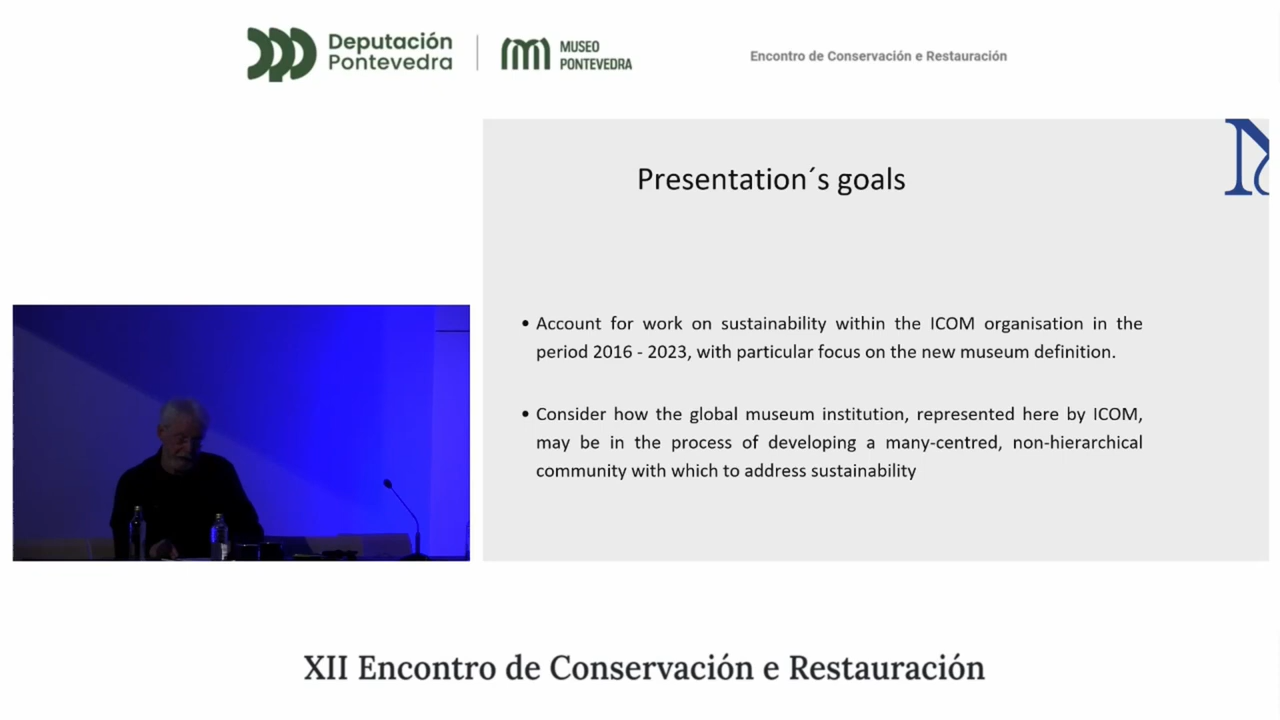 Deputación
Pontevedra
MUSEO
PONTEVEDRA
Encontro de Conservación e Restauración
Presentation´s goals
• Account for work on sustainability within the ICOM organisation in the
period 2016 - 2023, with particular focus on the new museum definition.
• Consider how the global museum institution, represented here by ICOM,
may be in the process of developing a many-centred, non-hierarchical
community with which to address sustainability
XII Encontro de Conservación e Restauración